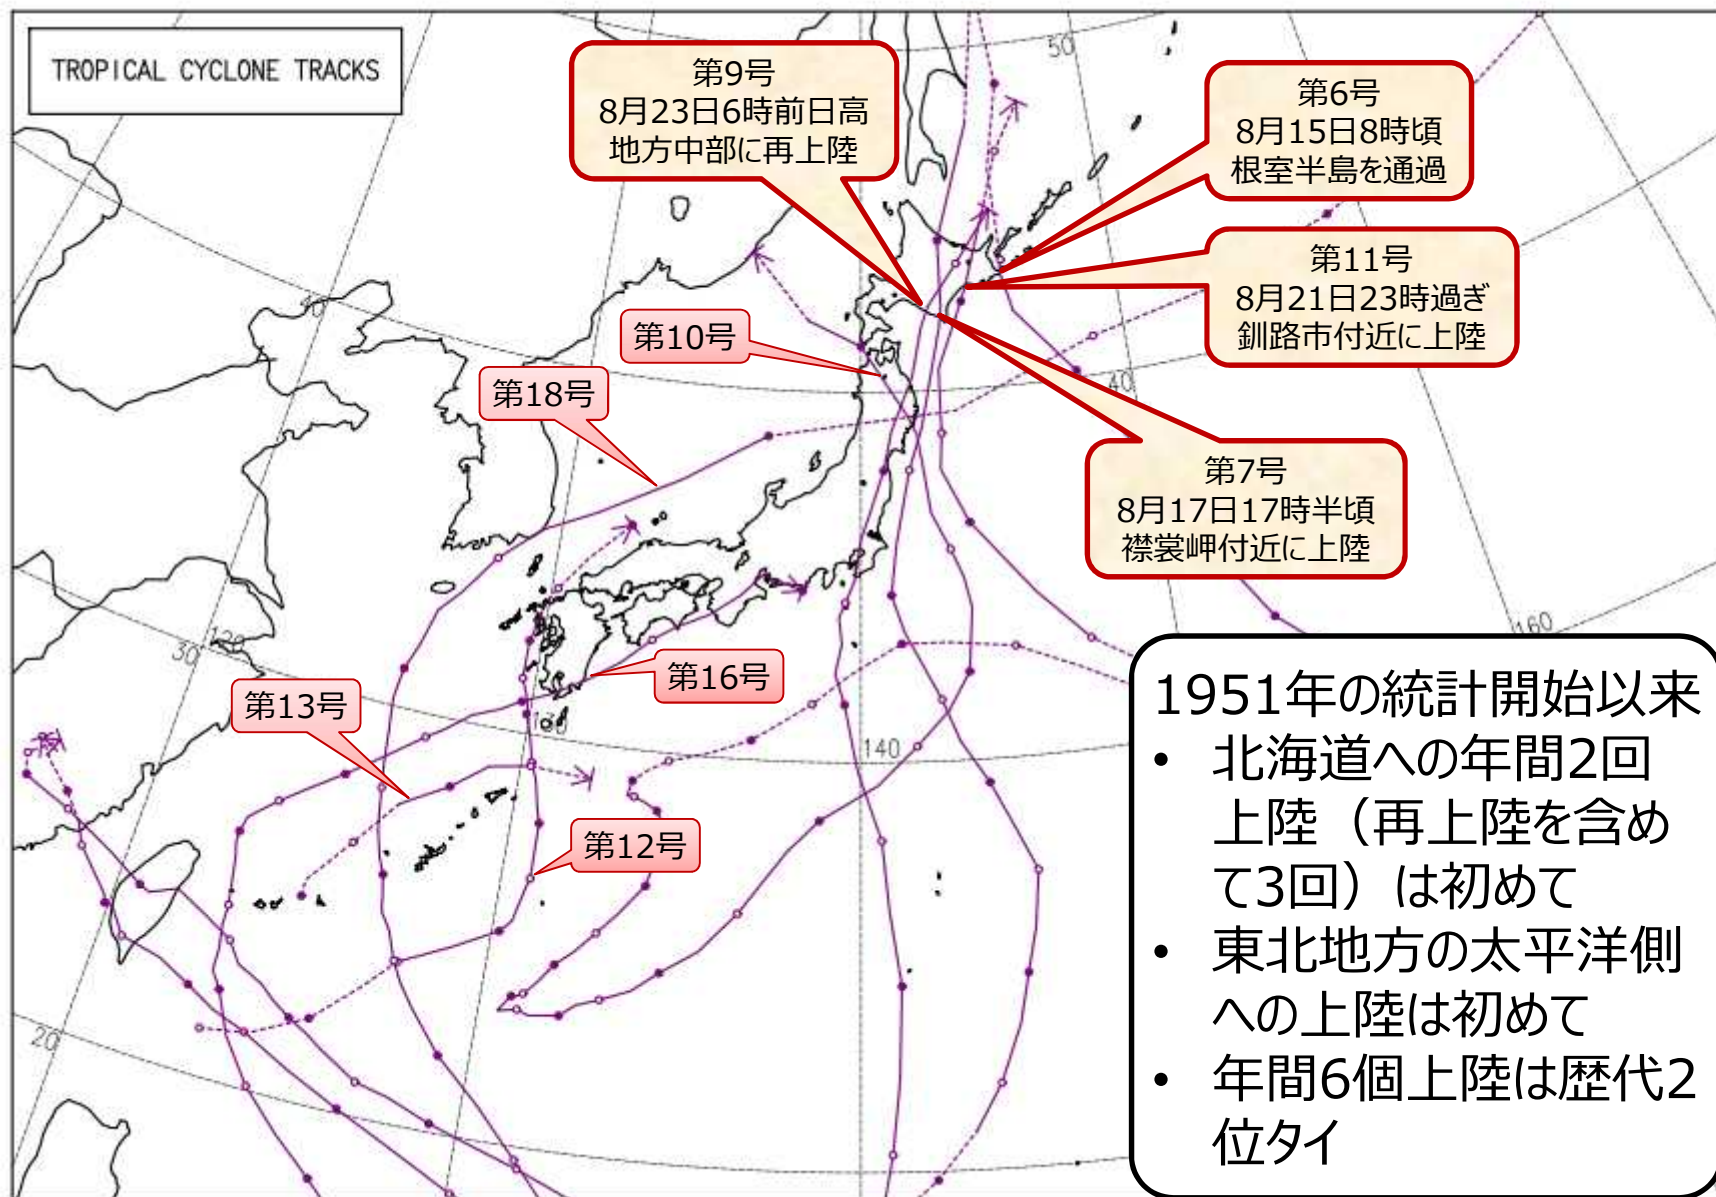 TROPICAL CYCLONE TRACKS
第9号
8月23日6時前日高
地方中部に再上陸
50
第6号
8月15日8時頃
根室半島を通過
第11号
8月21日23時過ぎ
釧路市付近に上陸
40
第10号
第18号
40
第7号
8月17日17時半頃
襟裳岬付近に上陸
120
30
160
第16号
第13号
130
140
第12号
20
1951年の統計開始以来
• 北海道への年間2回
上陸（再上陸を含め
て3回）は初めて
• 東北地方の太平洋側
への上陸は初めて
• 年間6個上陸は歴代2
位タイ